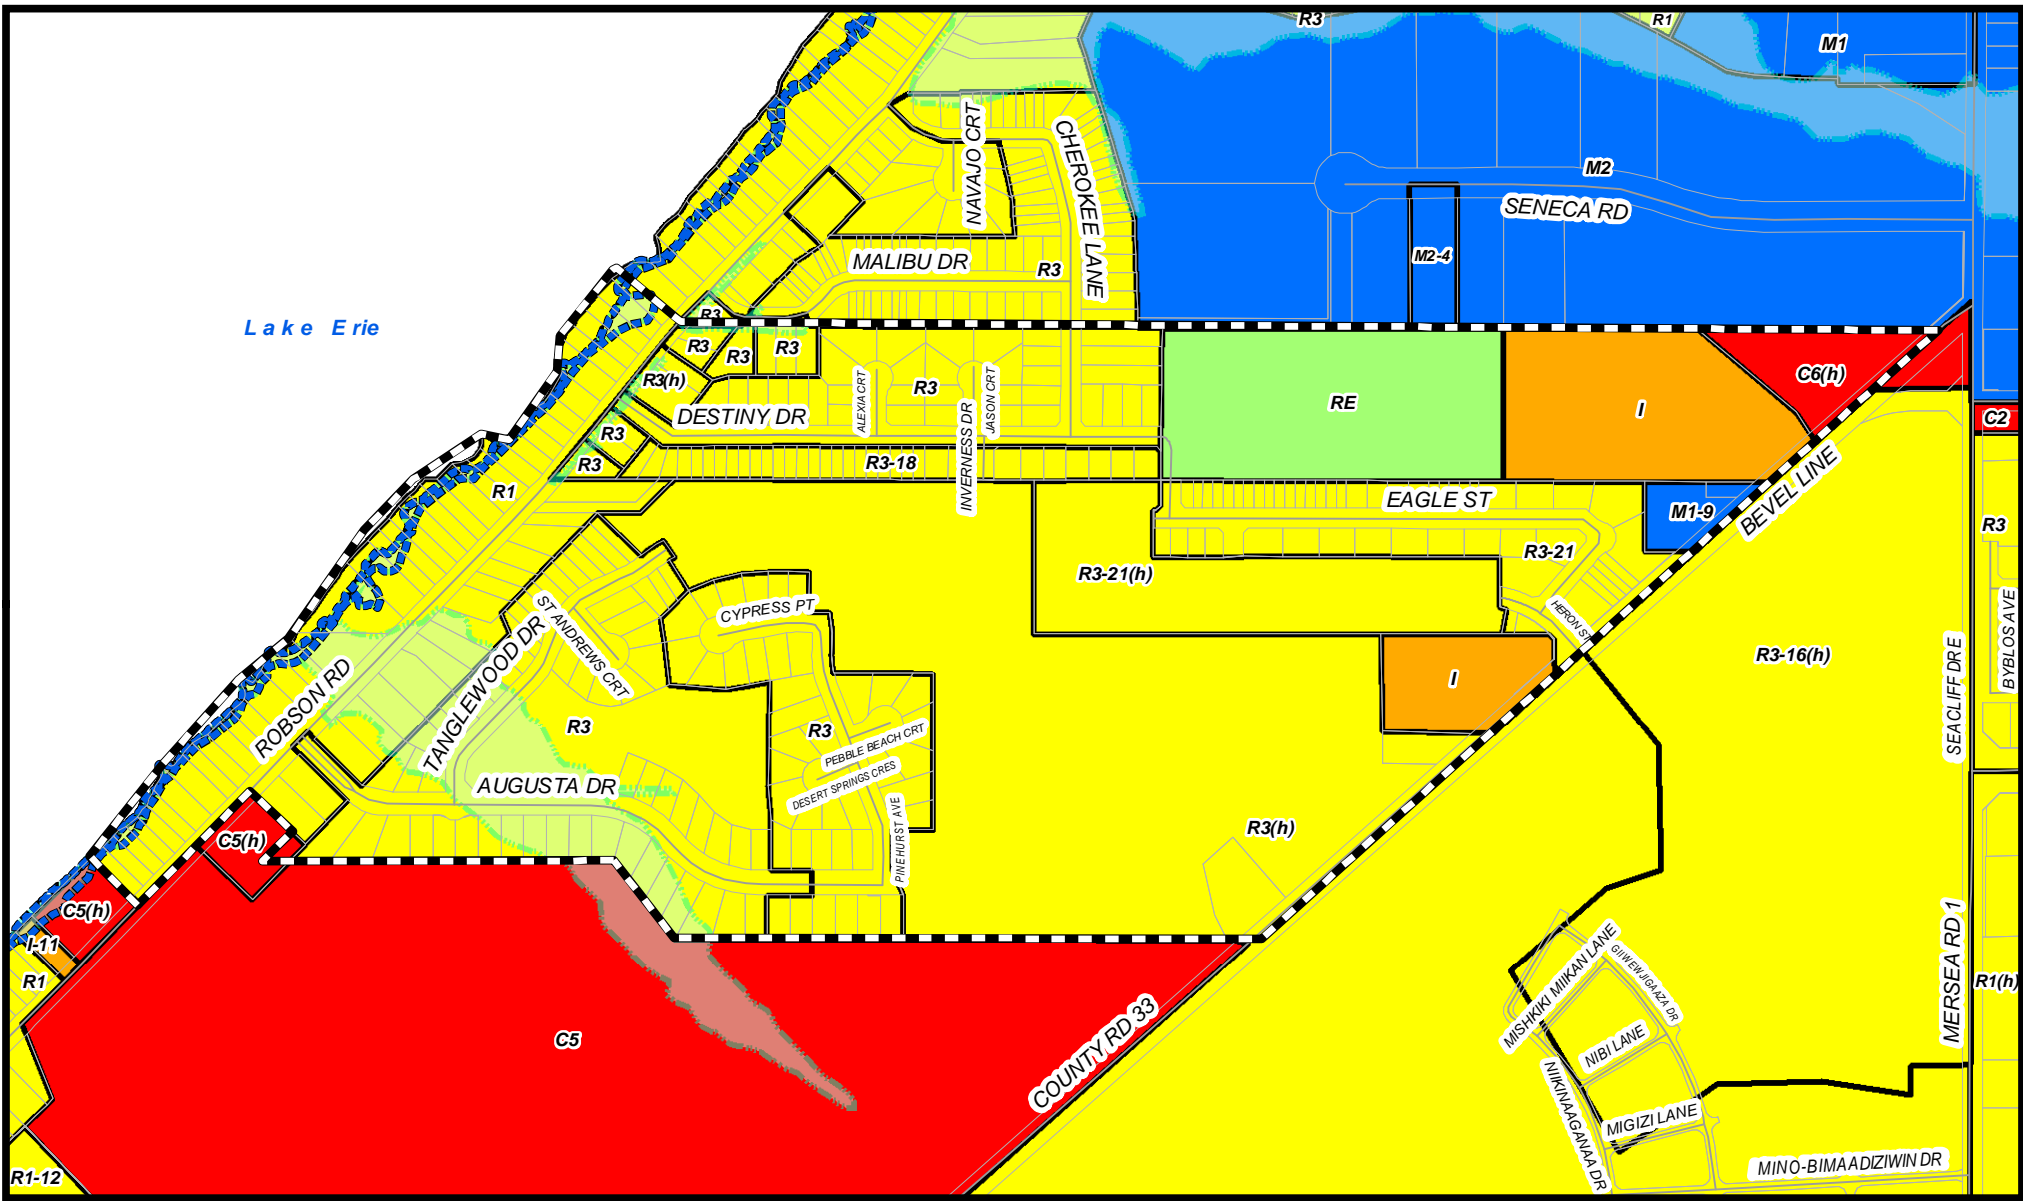 R3
R1
M1
NAVAJO CRT
CHEROKEE LANE
M2
SENECA RD
M2-4
MALIBU DR
R3
Lake Erie
R3
R3
R3
R3
R3(h)
DESTINY DR
ALEXIA CRT
R3
INVERNESS DR
JASON CRT
RE
I
C6(h)
C2
R3
R3
R3-18
R1
EAGLE ST
M1-9
BEVEL LINE
R3
R3-21
R3-21(h)
HERON ST
CYPRESS PT
ST ANDREWS CRT
TANGLEWOOD DR
ROBSON RD
R3
R3
I
R3-16(h)
SEACLIFF DR E
BYBLOS AVE
PEBBLE BEACH CRT
DESERT SPRINGS CRES
PINEHURST AVE
AUGUSTA DR
R3(h)
C5(h)
C5(h)
I-11
R1
C5
COUNTY RD 33
MISHKIKI MIIKAN LANE
GIIWEWJIGAAZA DR
NIBI LANE
NIIKINAAGANAA DR
MIGIZI LANE
MINO-BIMAADIZIWIN DR
MERSEA RD 1
R1(h)
R1-12